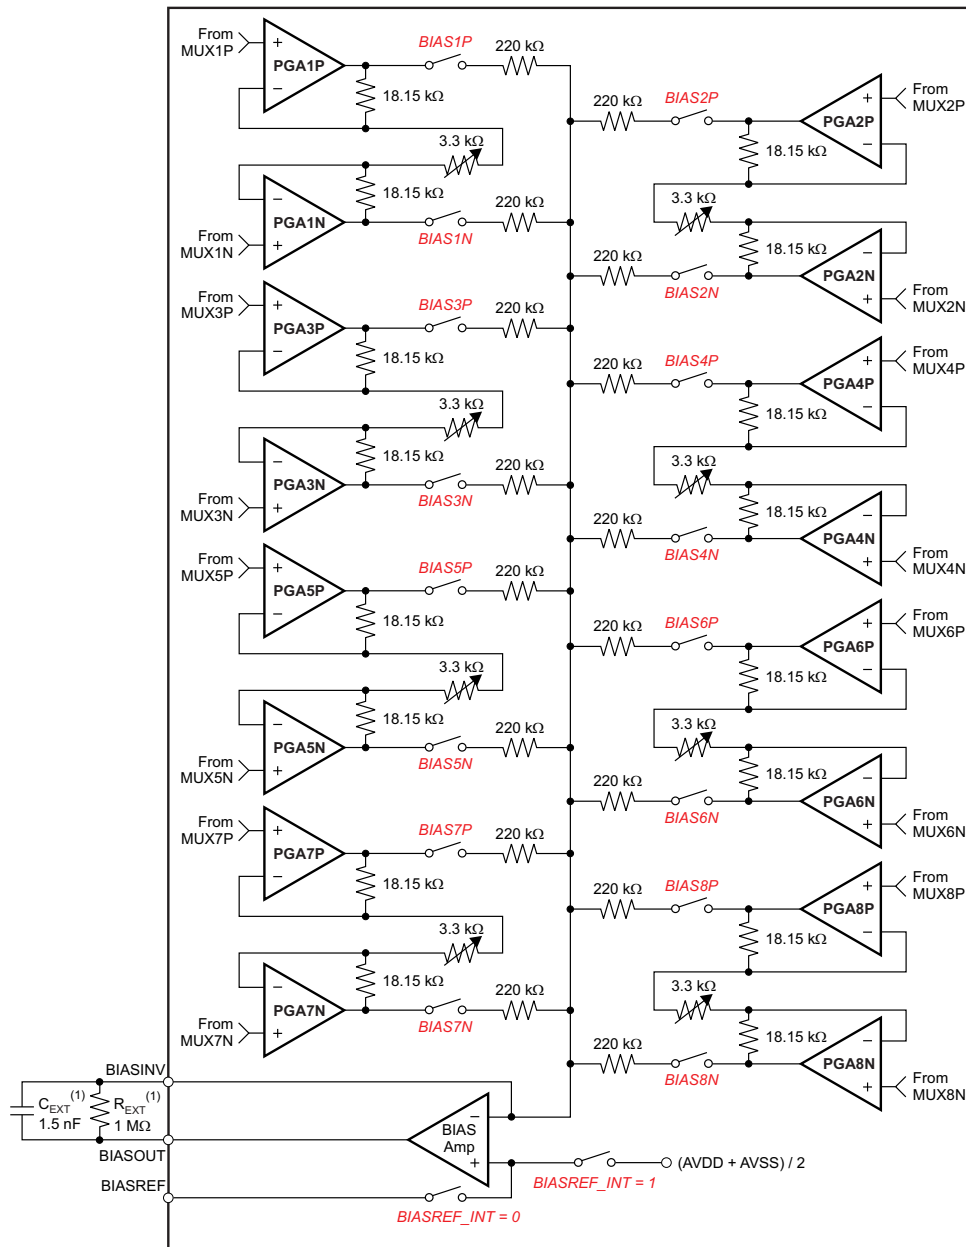 From
MUX1P
+
PGA1P
−
BIAS1P
220 kΩ
18.15 kΩ
3.3 kΩ
−
PGA1N
+
18.15 kΩ
From
MUX1N
BIAS1N
220 kΩ
From
MUX3P
+
PGA3P
−
BIAS3P
220 kΩ
18.15 kΩ
3.3 kΩ
−
PGA3N
+
18.15 kΩ
From
MUX3N
BIAS3N
220 kΩ
From
MUX5P
+
PGA5P
−
BIAS5P
220 kΩ
18.15 kΩ
3.3 kΩ
−
PGA5N
+
18.15 kΩ
From
MUX5N
BIAS5N
220 kΩ
From
MUX7P
+
PGA7P
−
BIAS7P
220 kΩ
18.15 kΩ
3.3 kΩ
−
PGA7N
+
18.15 kΩ
From
MUX7N
BIAS7N
220 kΩ
220 kΩ
BIAS2P
+
PGA2P
−
From
MUX2P
18.15 kΩ
3.3 kΩ
18.15 kΩ
−
PGA2N
+
From
MUX2N
220 kΩ
BIAS2N
220 kΩ
BIAS4P
+
PGA4P
−
From
MUX4P
18.15 kΩ
3.3 kΩ
18.15 kΩ
−
PGA4N
+
From
MUX4N
220 kΩ
BIAS4N
220 kΩ
BIAS6P
+
PGA6P
−
From
MUX6P
18.15 kΩ
3.3 kΩ
18.15 kΩ
−
PGA6N
+
From
MUX6N
220 kΩ
BIAS6N
220 kΩ
BIAS8P
+
PGA8P
−
From
MUX8P
18.15 kΩ
3.3 kΩ
18.15 kΩ
−
PGA8N
+
From
MUX8N
220 kΩ
BIAS8N
BIASINV
CEXT (1)
1.5 nF
REXT (1)
1 MΩ
BIASOUT
BIASREF
−
BIAS
Amp
+
BIASREF_INT = 1
(AVDD + AVSS) / 2
BIASREF_INT = 0